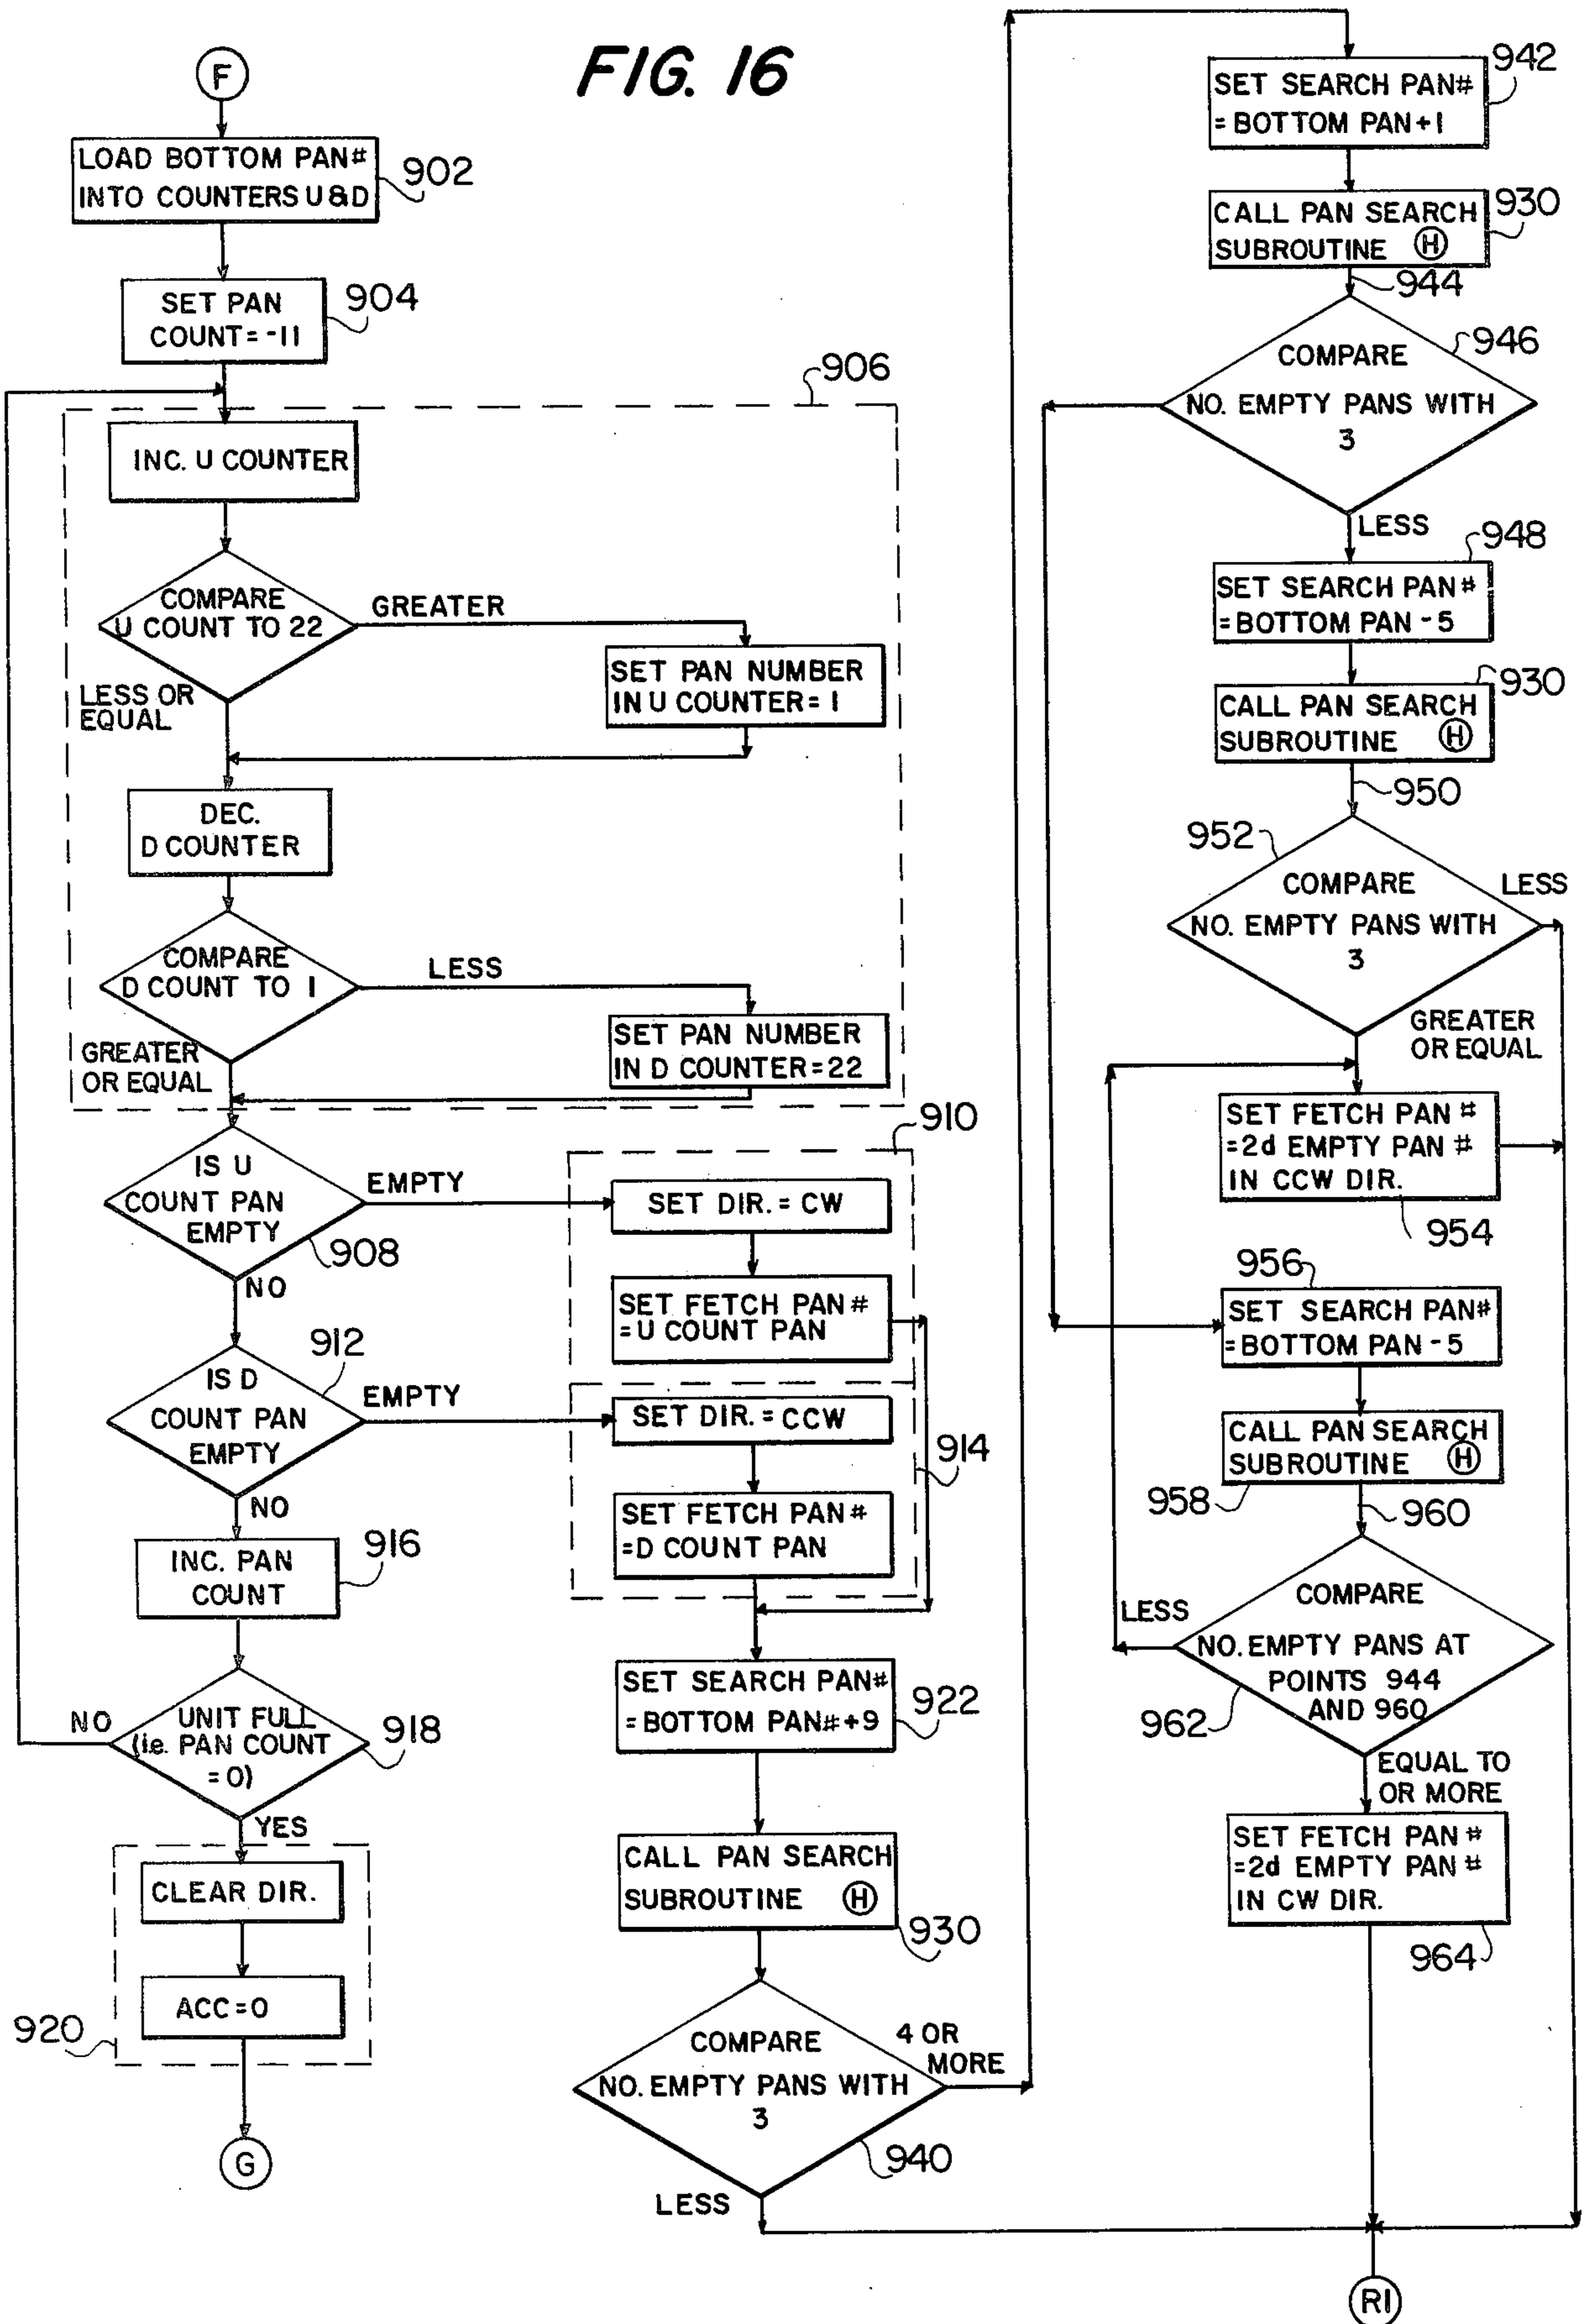 FIG. 16
F
LOAD BOTTOM PAN#
INTO COUNTERS U&D
902
SET PAN
COUNT=-11
904
906
INC. U COUNTER
COMPARE
U COUNT TO 22
GREATER
LESS OR
EQUAL
SET PAN NUMBER
IN U COUNTER=1
DEC.
D COUNTER
COMPARE
D COUNT TO 1
LESS
GREATER
OR EQUAL
SET PAN NUMBER
IN D COUNTER=22
IS U
COUNT PAN
EMPTY
908
EMPTY
NO
910
SET DIR.=CW
SET FETCH PAN#
=U COUNT PAN
IS D
COUNT PAN
EMPTY
912
EMPTY
NO
SET DIR.=CCW
914
SET FETCH PAN#
=D COUNT PAN
INC. PAN
COUNT
916
UNIT FULL
(i.e. PAN COUNT
=0)
918
NO
YES
CLEAR DIR.
ACC=0
920
G
SET SEARCH PAN#
=BOTTOM PAN#+9
922
CALL PAN SEARCH
SUBROUTINE H
930
COMPARE
NO. EMPTY PANS WITH
3
940
4 OR
MORE
LESS
SET SEARCH PAN#
=BOTTOM PAN+1
942
CALL PAN SEARCH
SUBROUTINE H
930
944
COMPARE
NO. EMPTY PANS WITH
3
946
LESS
948
SET SEARCH PAN#
=BOTTOM PAN-5
CALL PAN SEARCH
SUBROUTINE H
930
950
952
COMPARE
NO. EMPTY PANS WITH
3
LESS
GREATER
OR EQUAL
SET FETCH PAN #
=2d EMPTY PAN #
IN CCW DIR.
954
956
SET SEARCH PAN#
=BOTTOM PAN-5
CALL PAN SEARCH
SUBROUTINE H
958
960
COMPARE
NO. EMPTY PANS AT
POINTS 944
AND 960
962
LESS
EQUAL TO
OR MORE
SET FETCH PAN #
=2d EMPTY PAN #
IN CW DIR.
964
R1